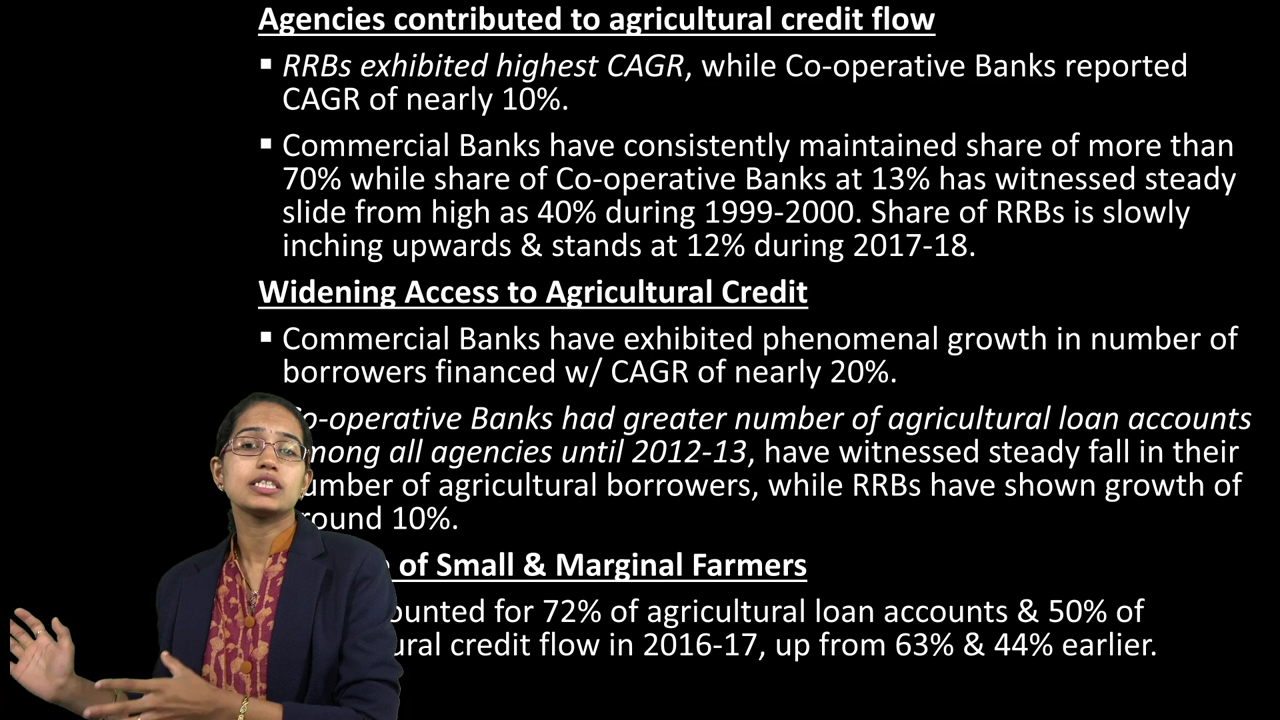 Agencies contributed to agricultural credit flow
▪ RRBs exhibited highest CAGR, while Co-operative Banks reported
CAGR of nearly 10%.
▪ Commercial Banks have consistently maintained share of more than
70% while share of Co-operative Banks at 13% has witnessed steady
slide from high as 40% during 1999-2000. Share of RRBs is slowly
inching upwards & stands at 12% during 2017-18.
Widening Access to Agricultural Credit
▪ Commercial Banks have exhibited phenomenal growth in number of
borrowers financed w/ CAGR of nearly 20%.
o-operative Banks had greater number of agricultural loan accounts
mong all agencies until 2012-13, have witnessed steady fall in their
umber of agricultural borrowers, while RRBs have shown growth of
round 10%.
of Small & Marginal Farmers
ounted for 72% of agricultural loan accounts & 50% of
ural credit flow in 2016-17, up from 63% & 44% earlier.